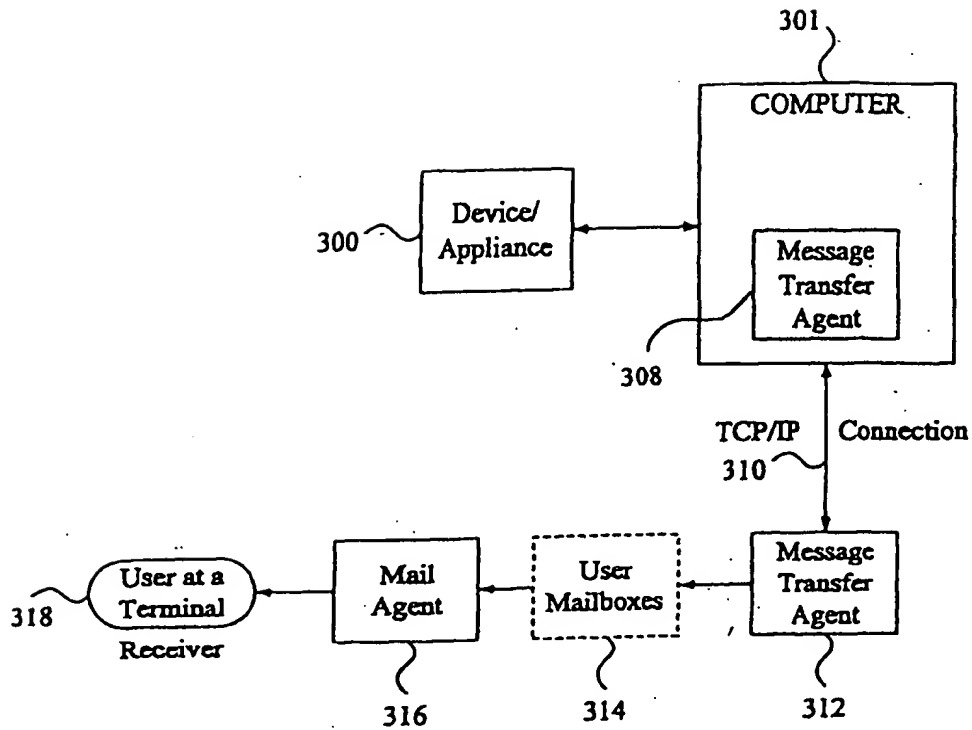 301
COMPUTER
Device/
Appliance
300
Message
Transfer
Agent
308
TCP/IP Connection
310
User at a
Terminal
Receiver
318
Mail
Agent
316
User
Mailboxes
314
Message
Transfer
Agent
312